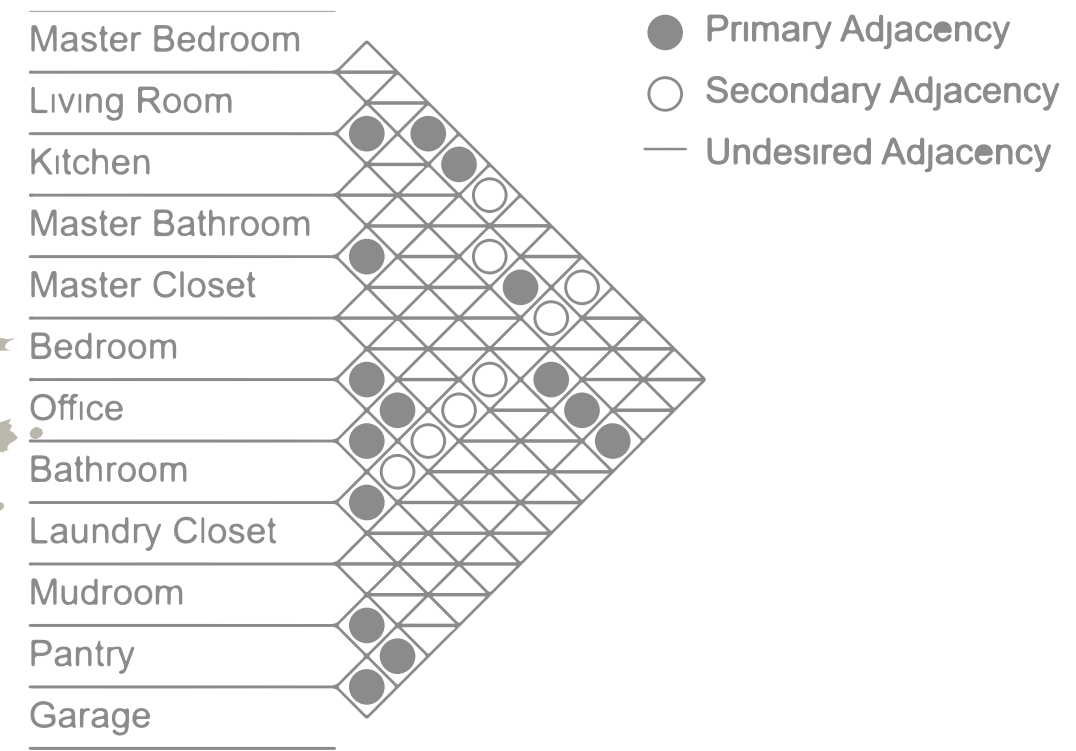 Master Bedroom
Living Room
Kitchen
Master Bathroom
Master Closet
Bedroom
Office
Bathroom
Laundry Closet
Mudroom
Pantry
Garage
Primary Adjacency
Secondary Adjacency
Undesired Adjacency